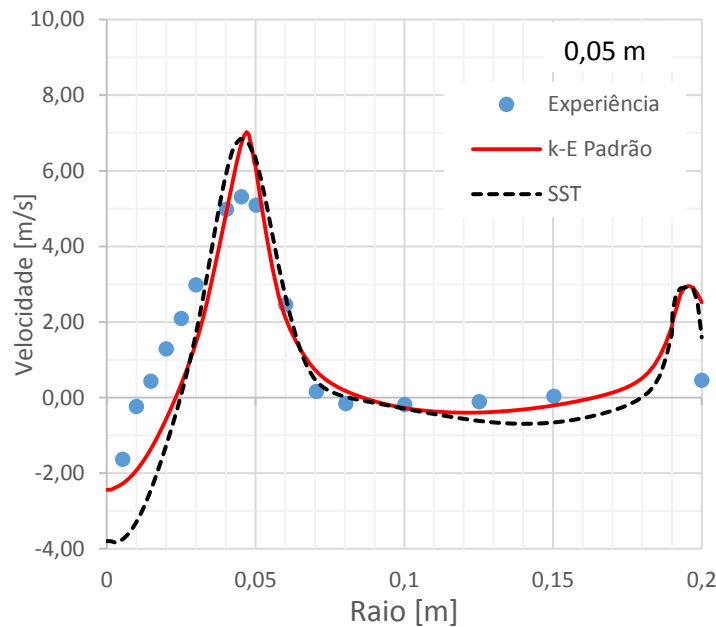 10,00
8,00
6,00
4,00
2,00
0,00
-2,00
-4,00
Velocidade [m/s]
0,05 m
Experiência
k-E Padrão
SST
0
0,05
0,1
0,15
0,2
Raio [m]